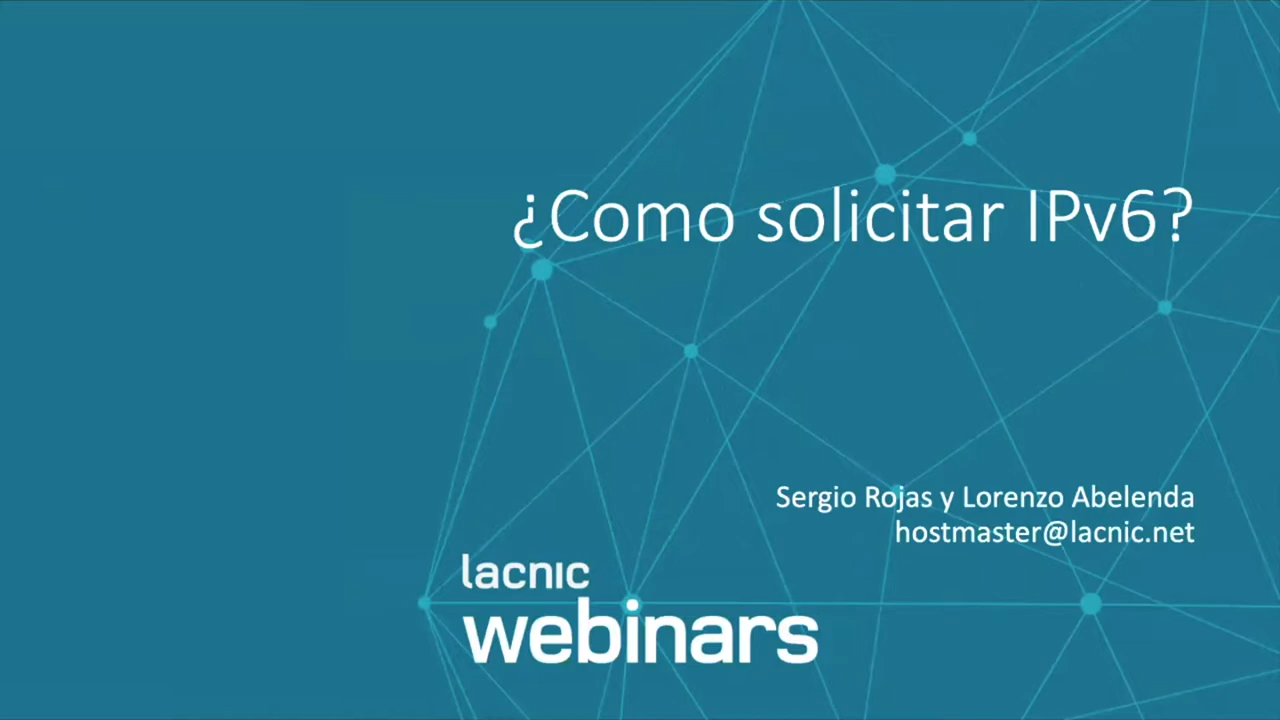 ¿Como solicitar IPv6?
Sergio Rojas y Lorenzo Abelenda
hostmaster@lacnic.net
lacnic
webinars